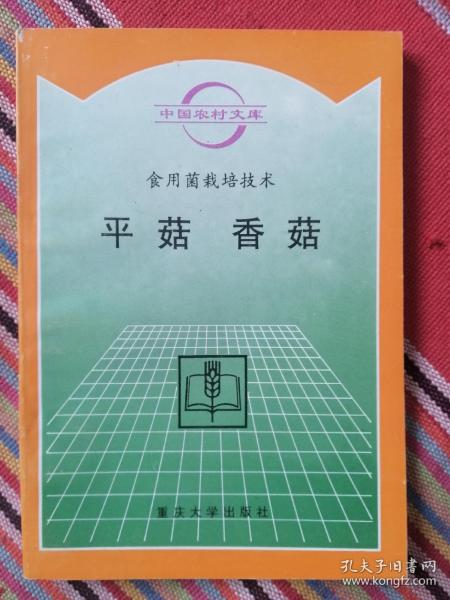 中国农村文库
食用菌栽培技术
平菇 香菇
重庆大学出版社
孔夫子旧书网
www.kongfz.com